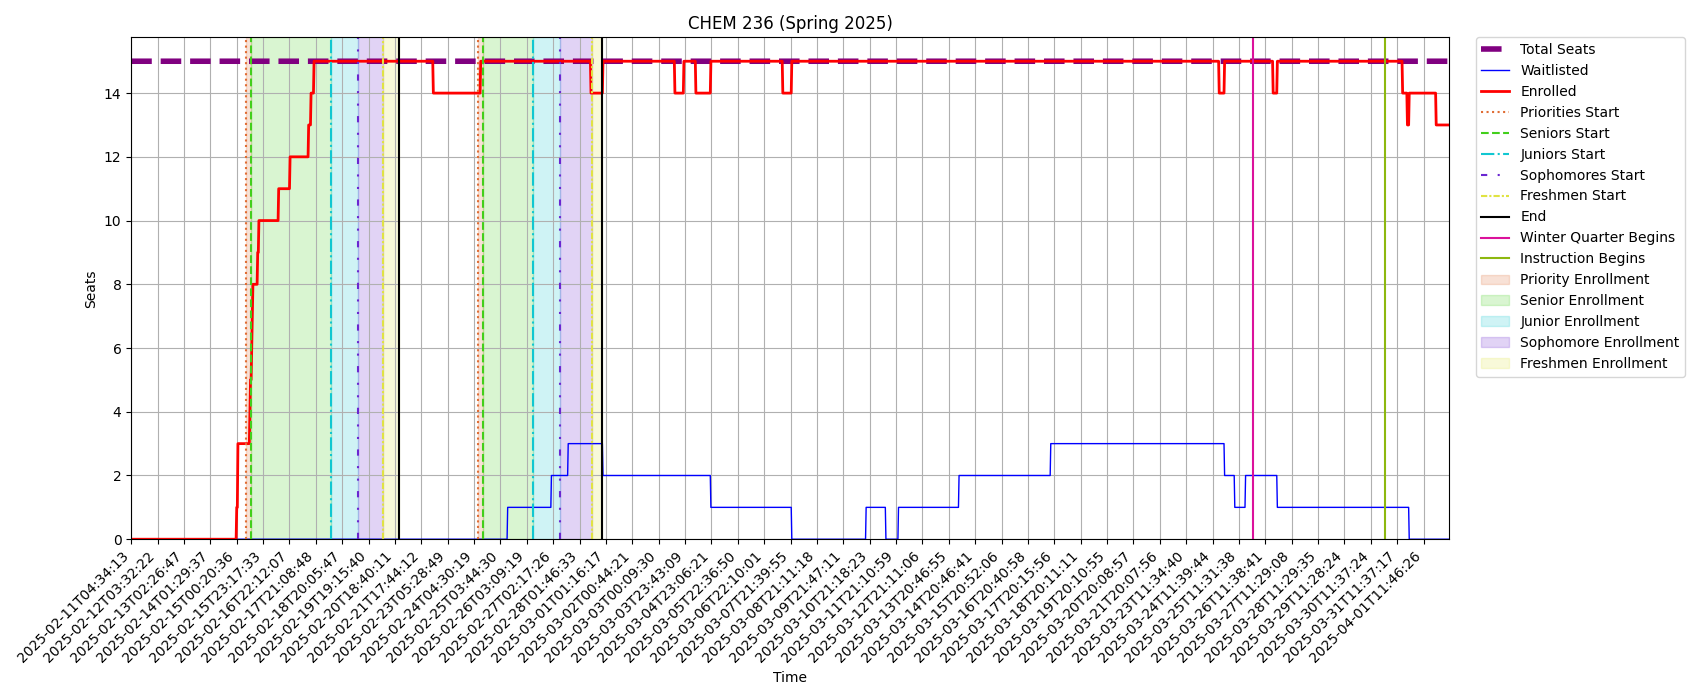 CHEM 236 (Spring 2025)
Seats
14
12
10
8
6
4
2
0
2025-02-11T04:34:13
2025-02-12T03:32:22
2025-02-13T02:26:47
2025-02-14T01:29:37
2025-02-15T00:20:36
2025-02-15T23:17:33
2025-02-16T22:12:07
2025-02-17T21:08:48
2025-02-18T20:05:47
2025-02-19T19:15:40
2025-02-20T18:40:11
2025-02-21T17:44:12
2025-02-23T05:28:49
2025-02-24T04:30:19
2025-02-25T03:44:30
2025-02-26T03:09:19
2025-02-27T02:17:26
2025-02-28T01:46:33
2025-03-01T01:16:17
2025-03-02T00:44:21
2025-03-03T00:09:30
2025-03-03T23:43:09
2025-03-04T23:06:21
2025-03-05T22:36:50
2025-03-06T22:10:01
2025-03-07T21:39:55
2025-03-08T21:11:18
2025-03-09T21:47:11
2025-03-10T21:18:23
2025-03-11T21:10:59
2025-03-12T21:11:06
2025-03-13T20:46:55
2025-03-14T20:46:41
2025-03-15T20:52:06
2025-03-16T20:40:58
2025-03-17T20:15:56
2025-03-18T20:11:11
2025-03-19T20:10:55
2025-03-20T20:08:57
2025-03-21T20:07:56
2025-03-23T11:34:40
2025-03-24T11:39:44
2025-03-25T11:31:38
2025-03-26T11:38:41
2025-03-27T11:29:08
2025-03-28T11:29:35
2025-03-29T11:28:24
2025-03-30T11:37:24
2025-03-31T11:37:17
2025-04-01T11:46:26
Time
Total Seats
Waitlisted
Enrolled
Priorities Start
Seniors Start
Juniors Start
Sophomores Start
Freshmen Start
End
Winter Quarter Begins
Instruction Begins
Priority Enrollment
Senior Enrollment
Junior Enrollment
Sophomore Enrollment
Freshmen Enrollment